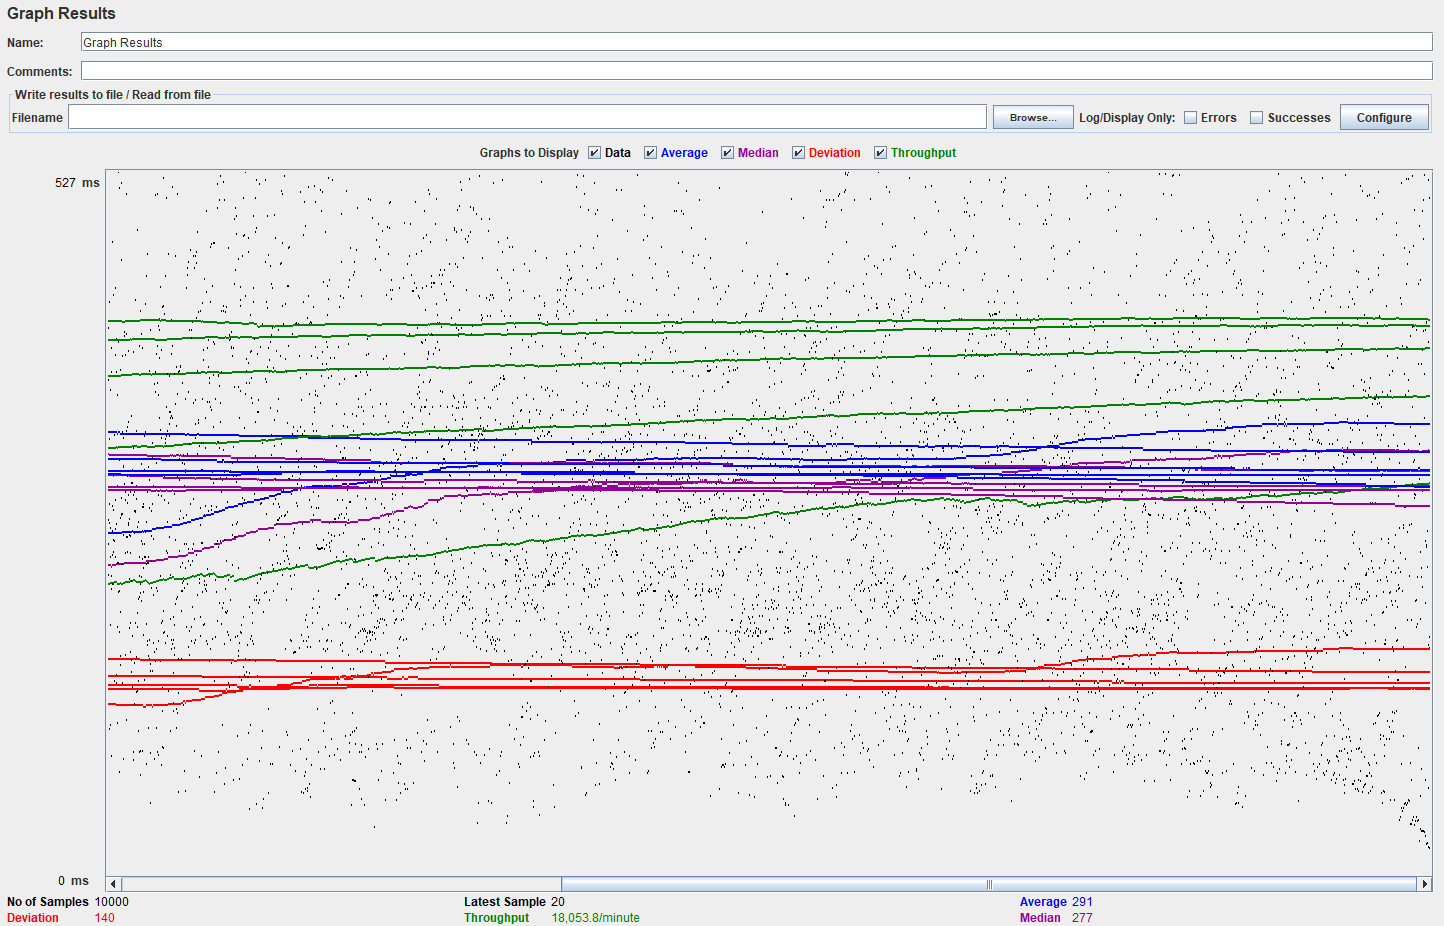 Graph Results
Name: Graph Results
Comments:
Write results to file / Read from file
Filename Browse... Log/Display Only: Errors Successes Configure
Graphs to Display Data Average Median Deviation Throughput
527 ms
0 ms
No of Samples 10000 Latest Sample 20 Average 291
Deviation 140 Throughput 18,053.8/minute Median 277